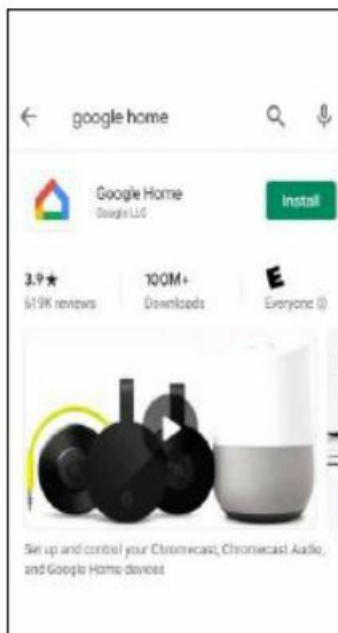 google home
Google Home
Install
Google LLC
3.9★
100M+
E
619K reviews
Downloads
Everyone
Set up and control your Chromecast, Chromecast Audio,
and Google Home devices